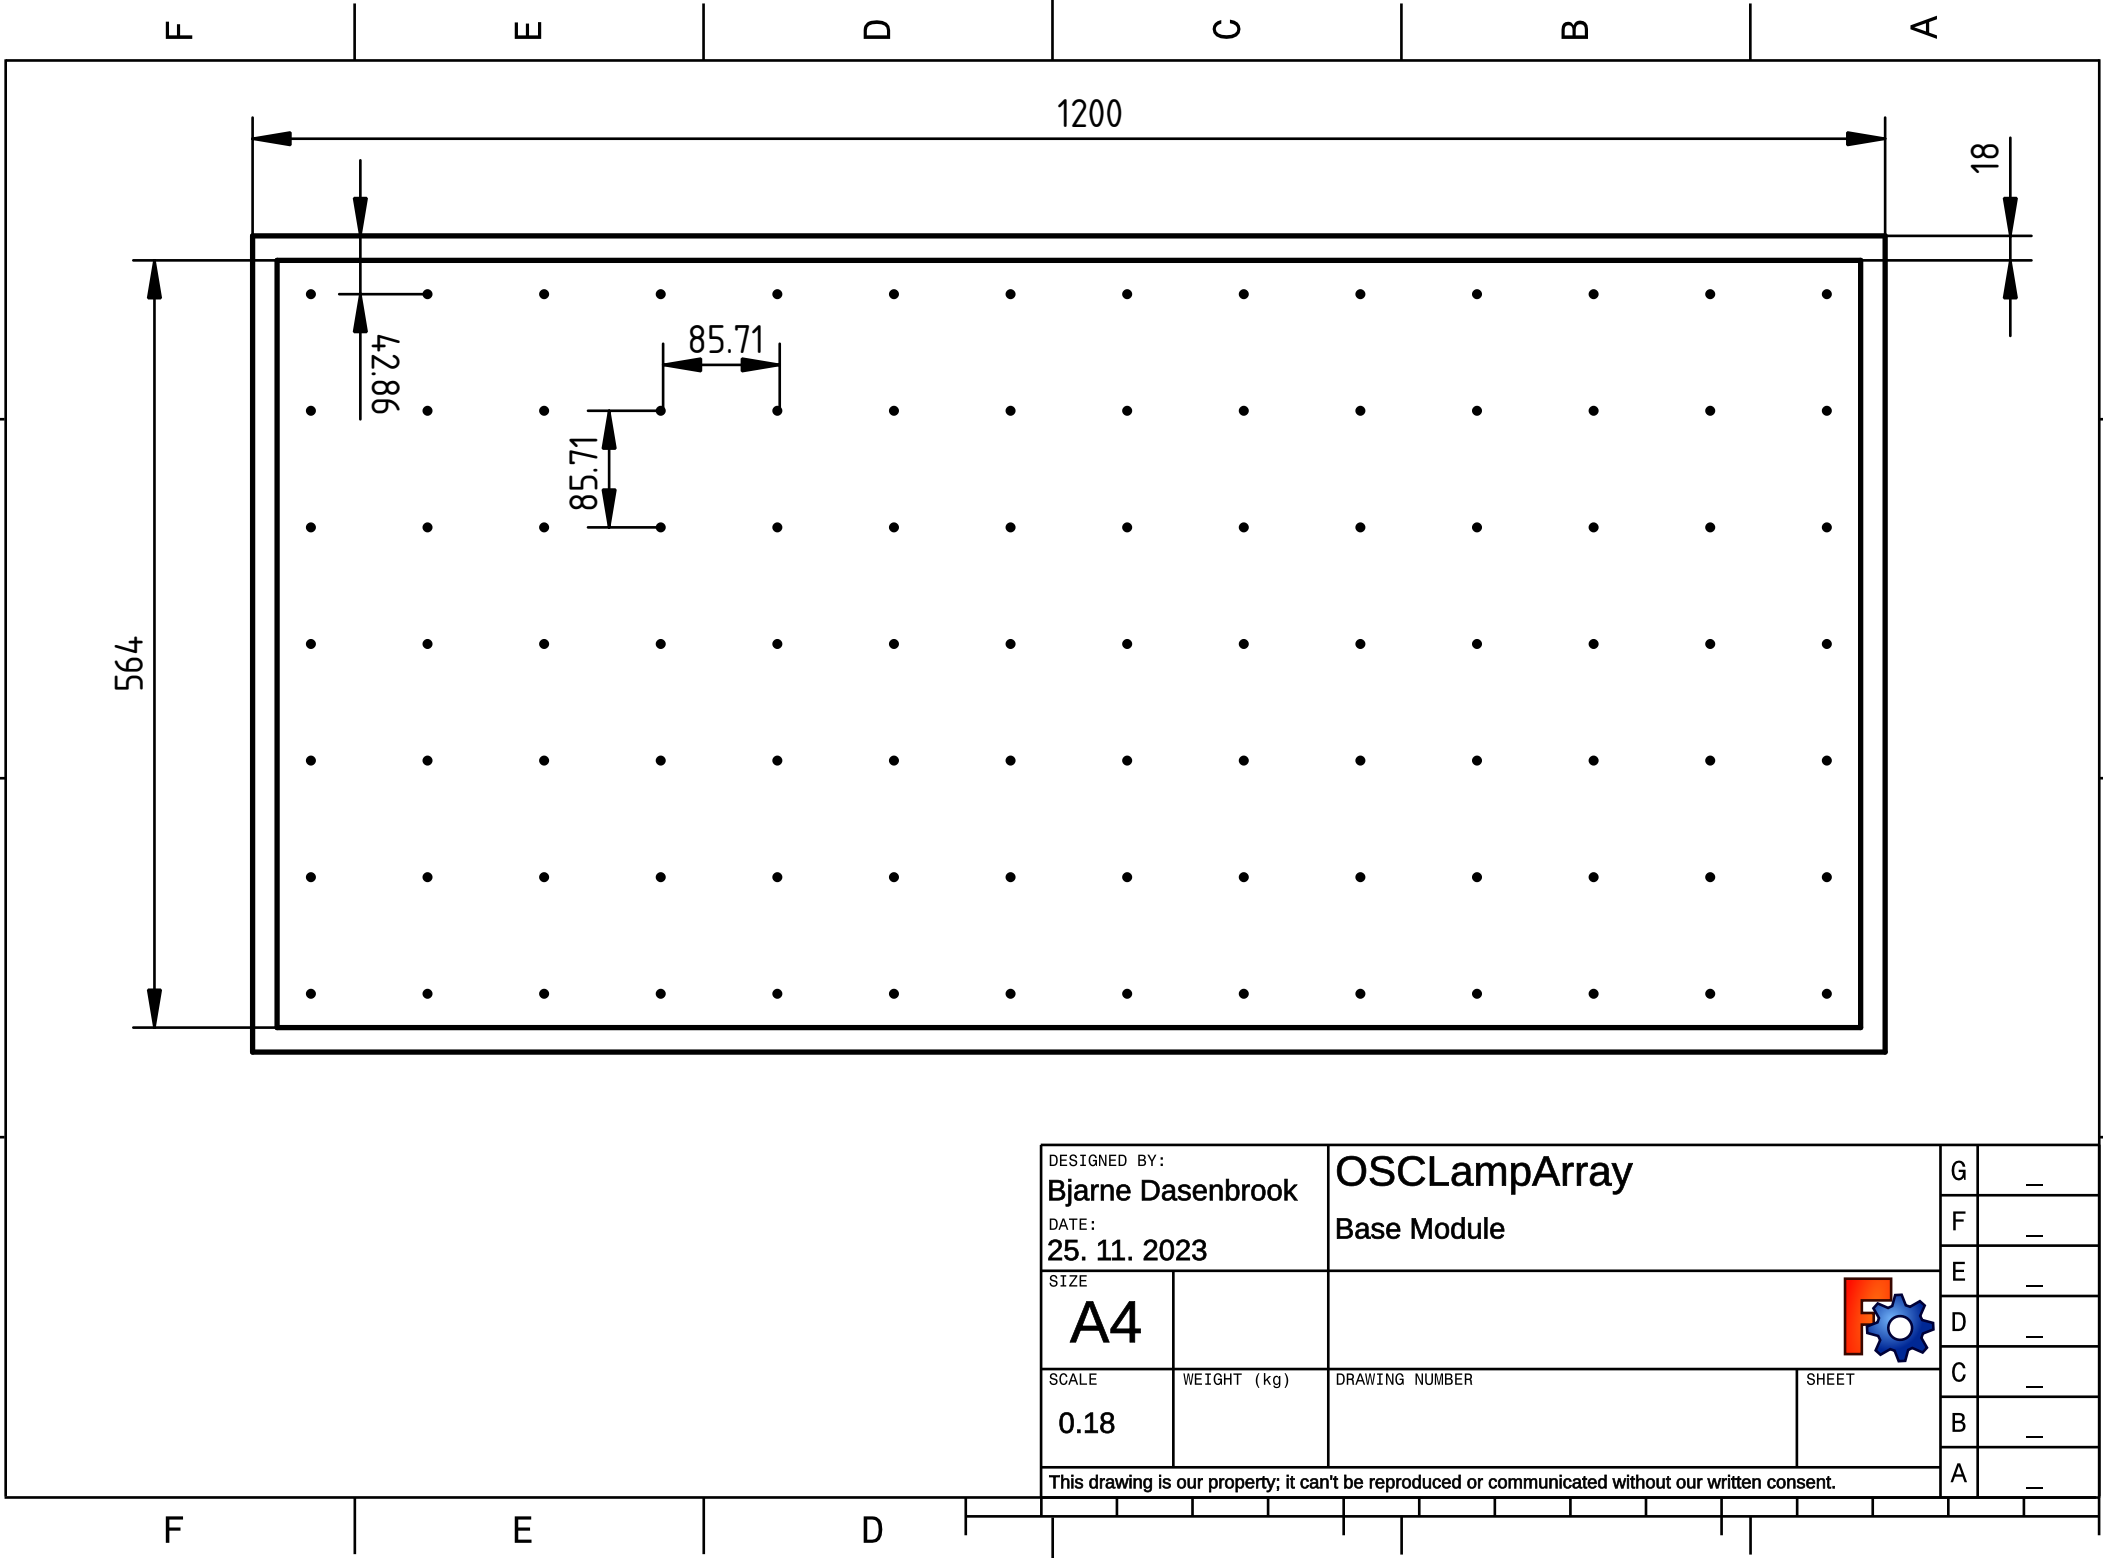 F E D C B A
1200
18
42.86
85.71
85.71
564
DESIGNED BY:
Bjarne Dasenbrook
DATE:
25. 11. 2023
OSCLampArray
Base Module
SIZE
A4
SCALE
0.18
WEIGHT (kg)
DRAWING NUMBER
SHEET
G _
F _
E _
D _
C _
B _
A _
This drawing is our property; it can't be reproduced or communicated without our written consent.
F E D